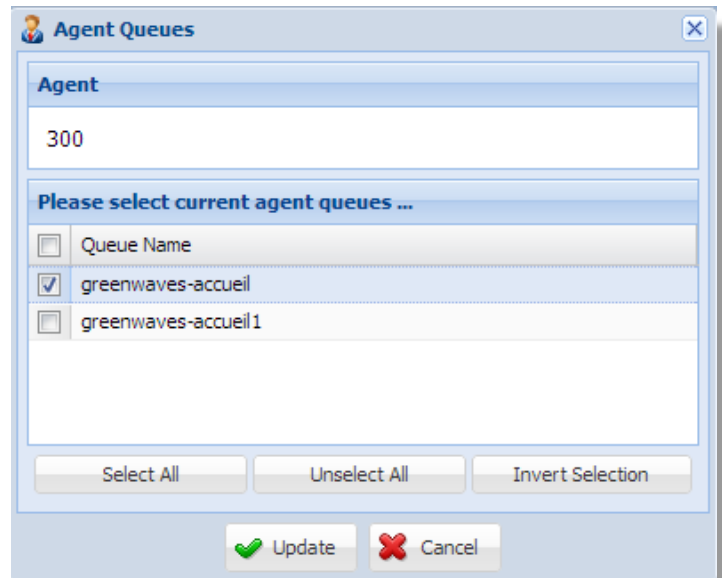 Agent Queues
Agent
300
Please select current agent queues ...
Queue Name
greenwaves-accueil
greenwaves-accueil1
Select All Unselect All Invert Selection
Update Cancel